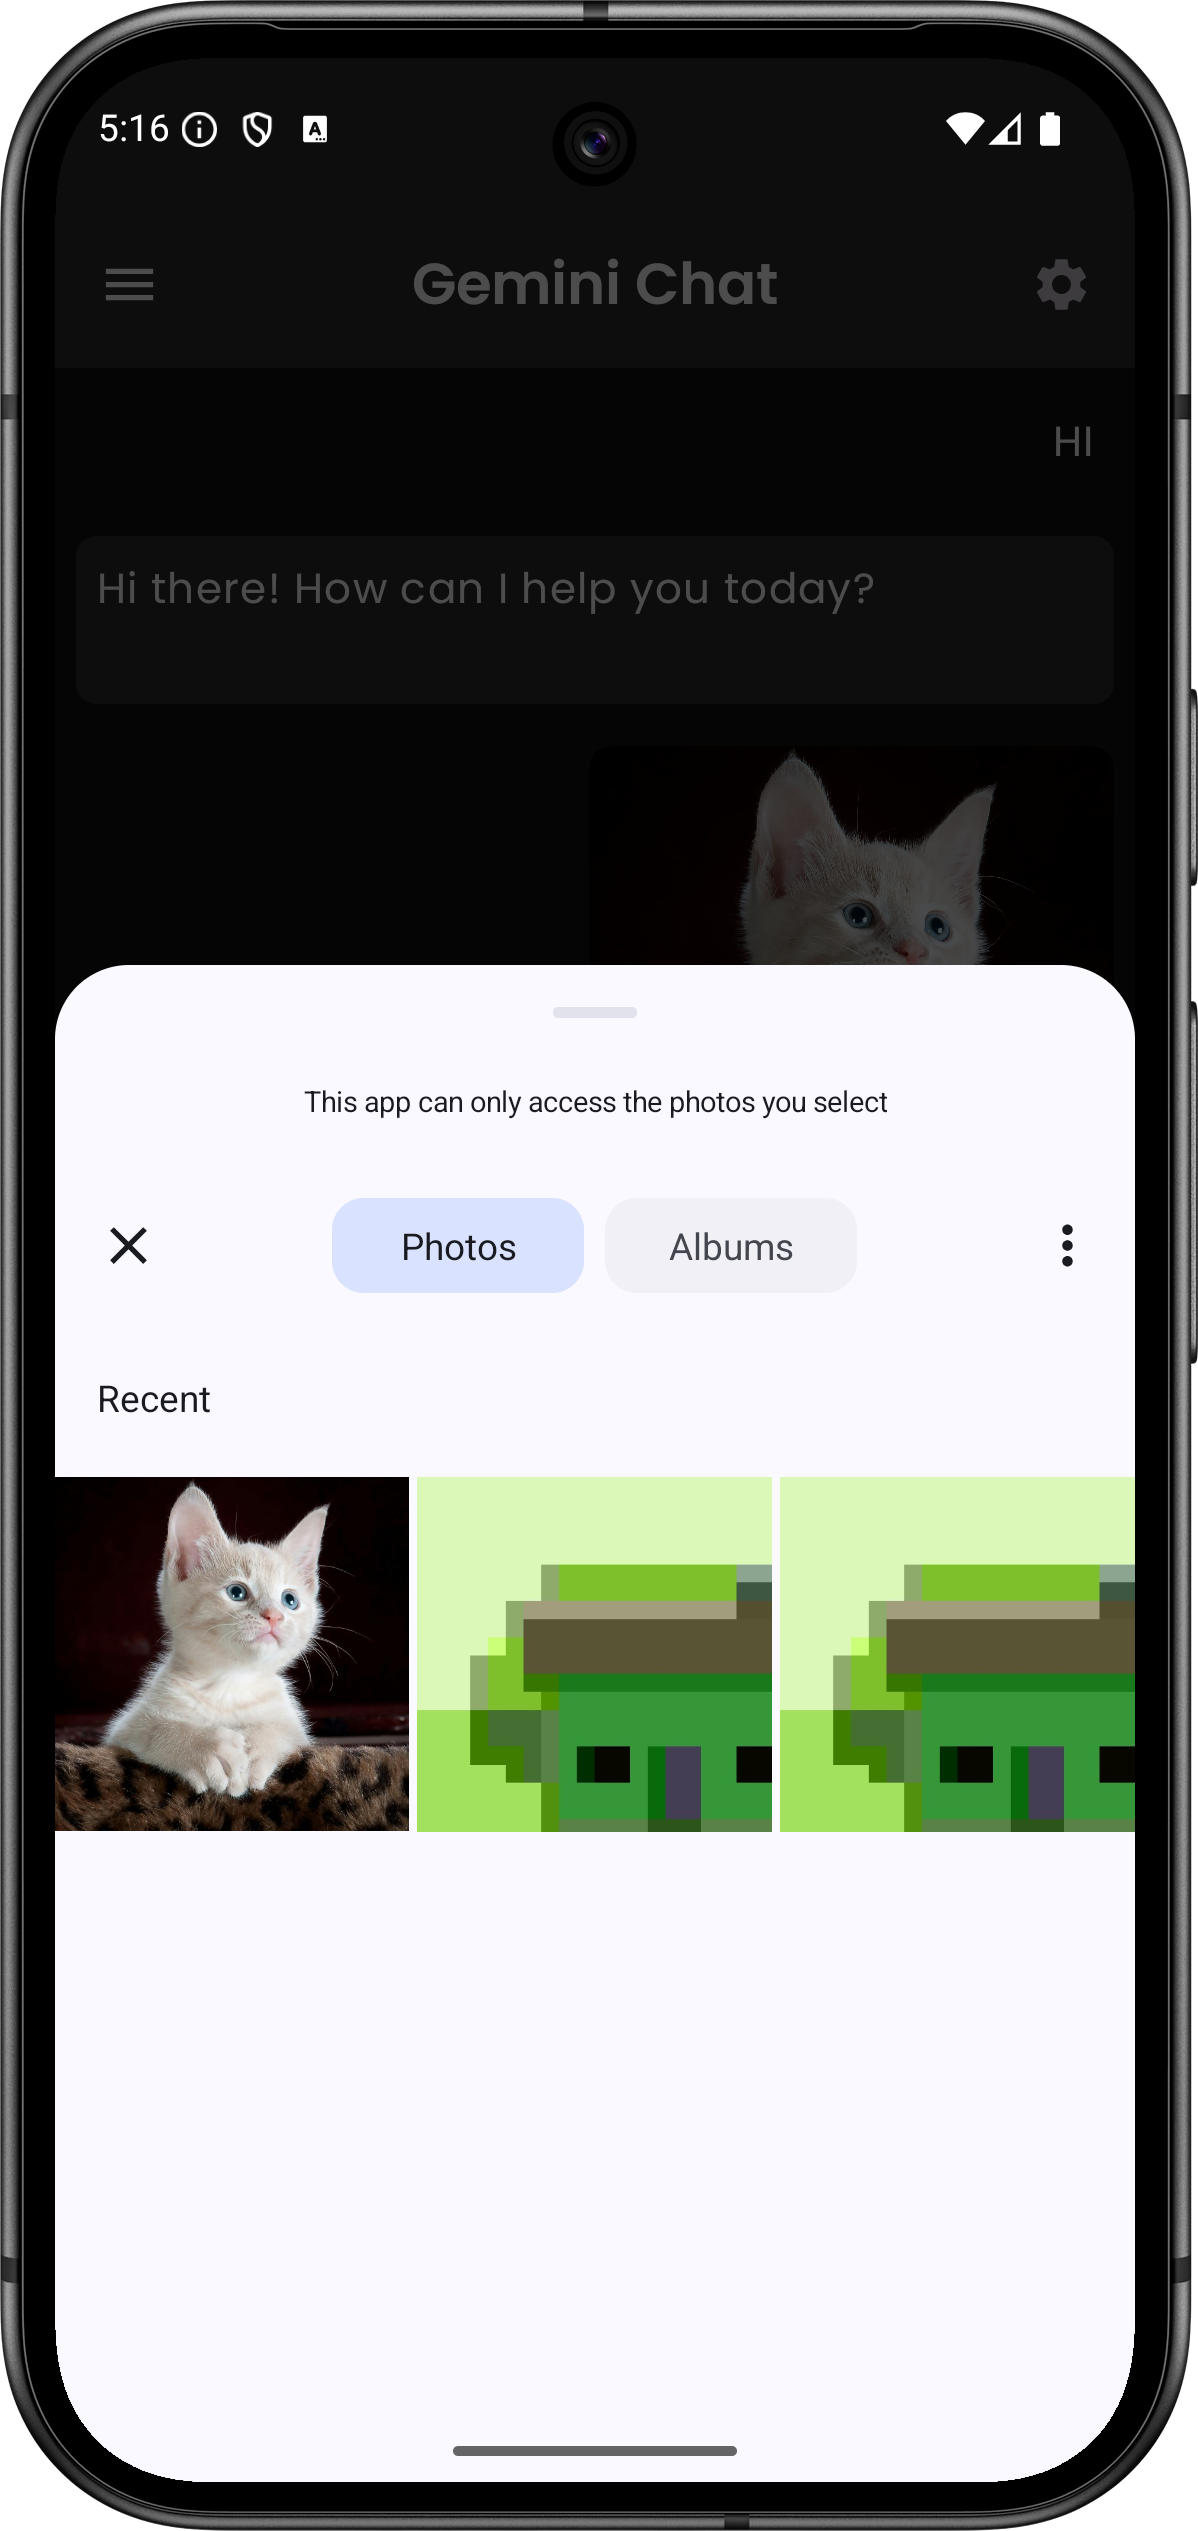 5:16
Gemini Chat
HI
Hi there! How can I help you today?
This app can only access the photos you select
Photos
Albums
Recent